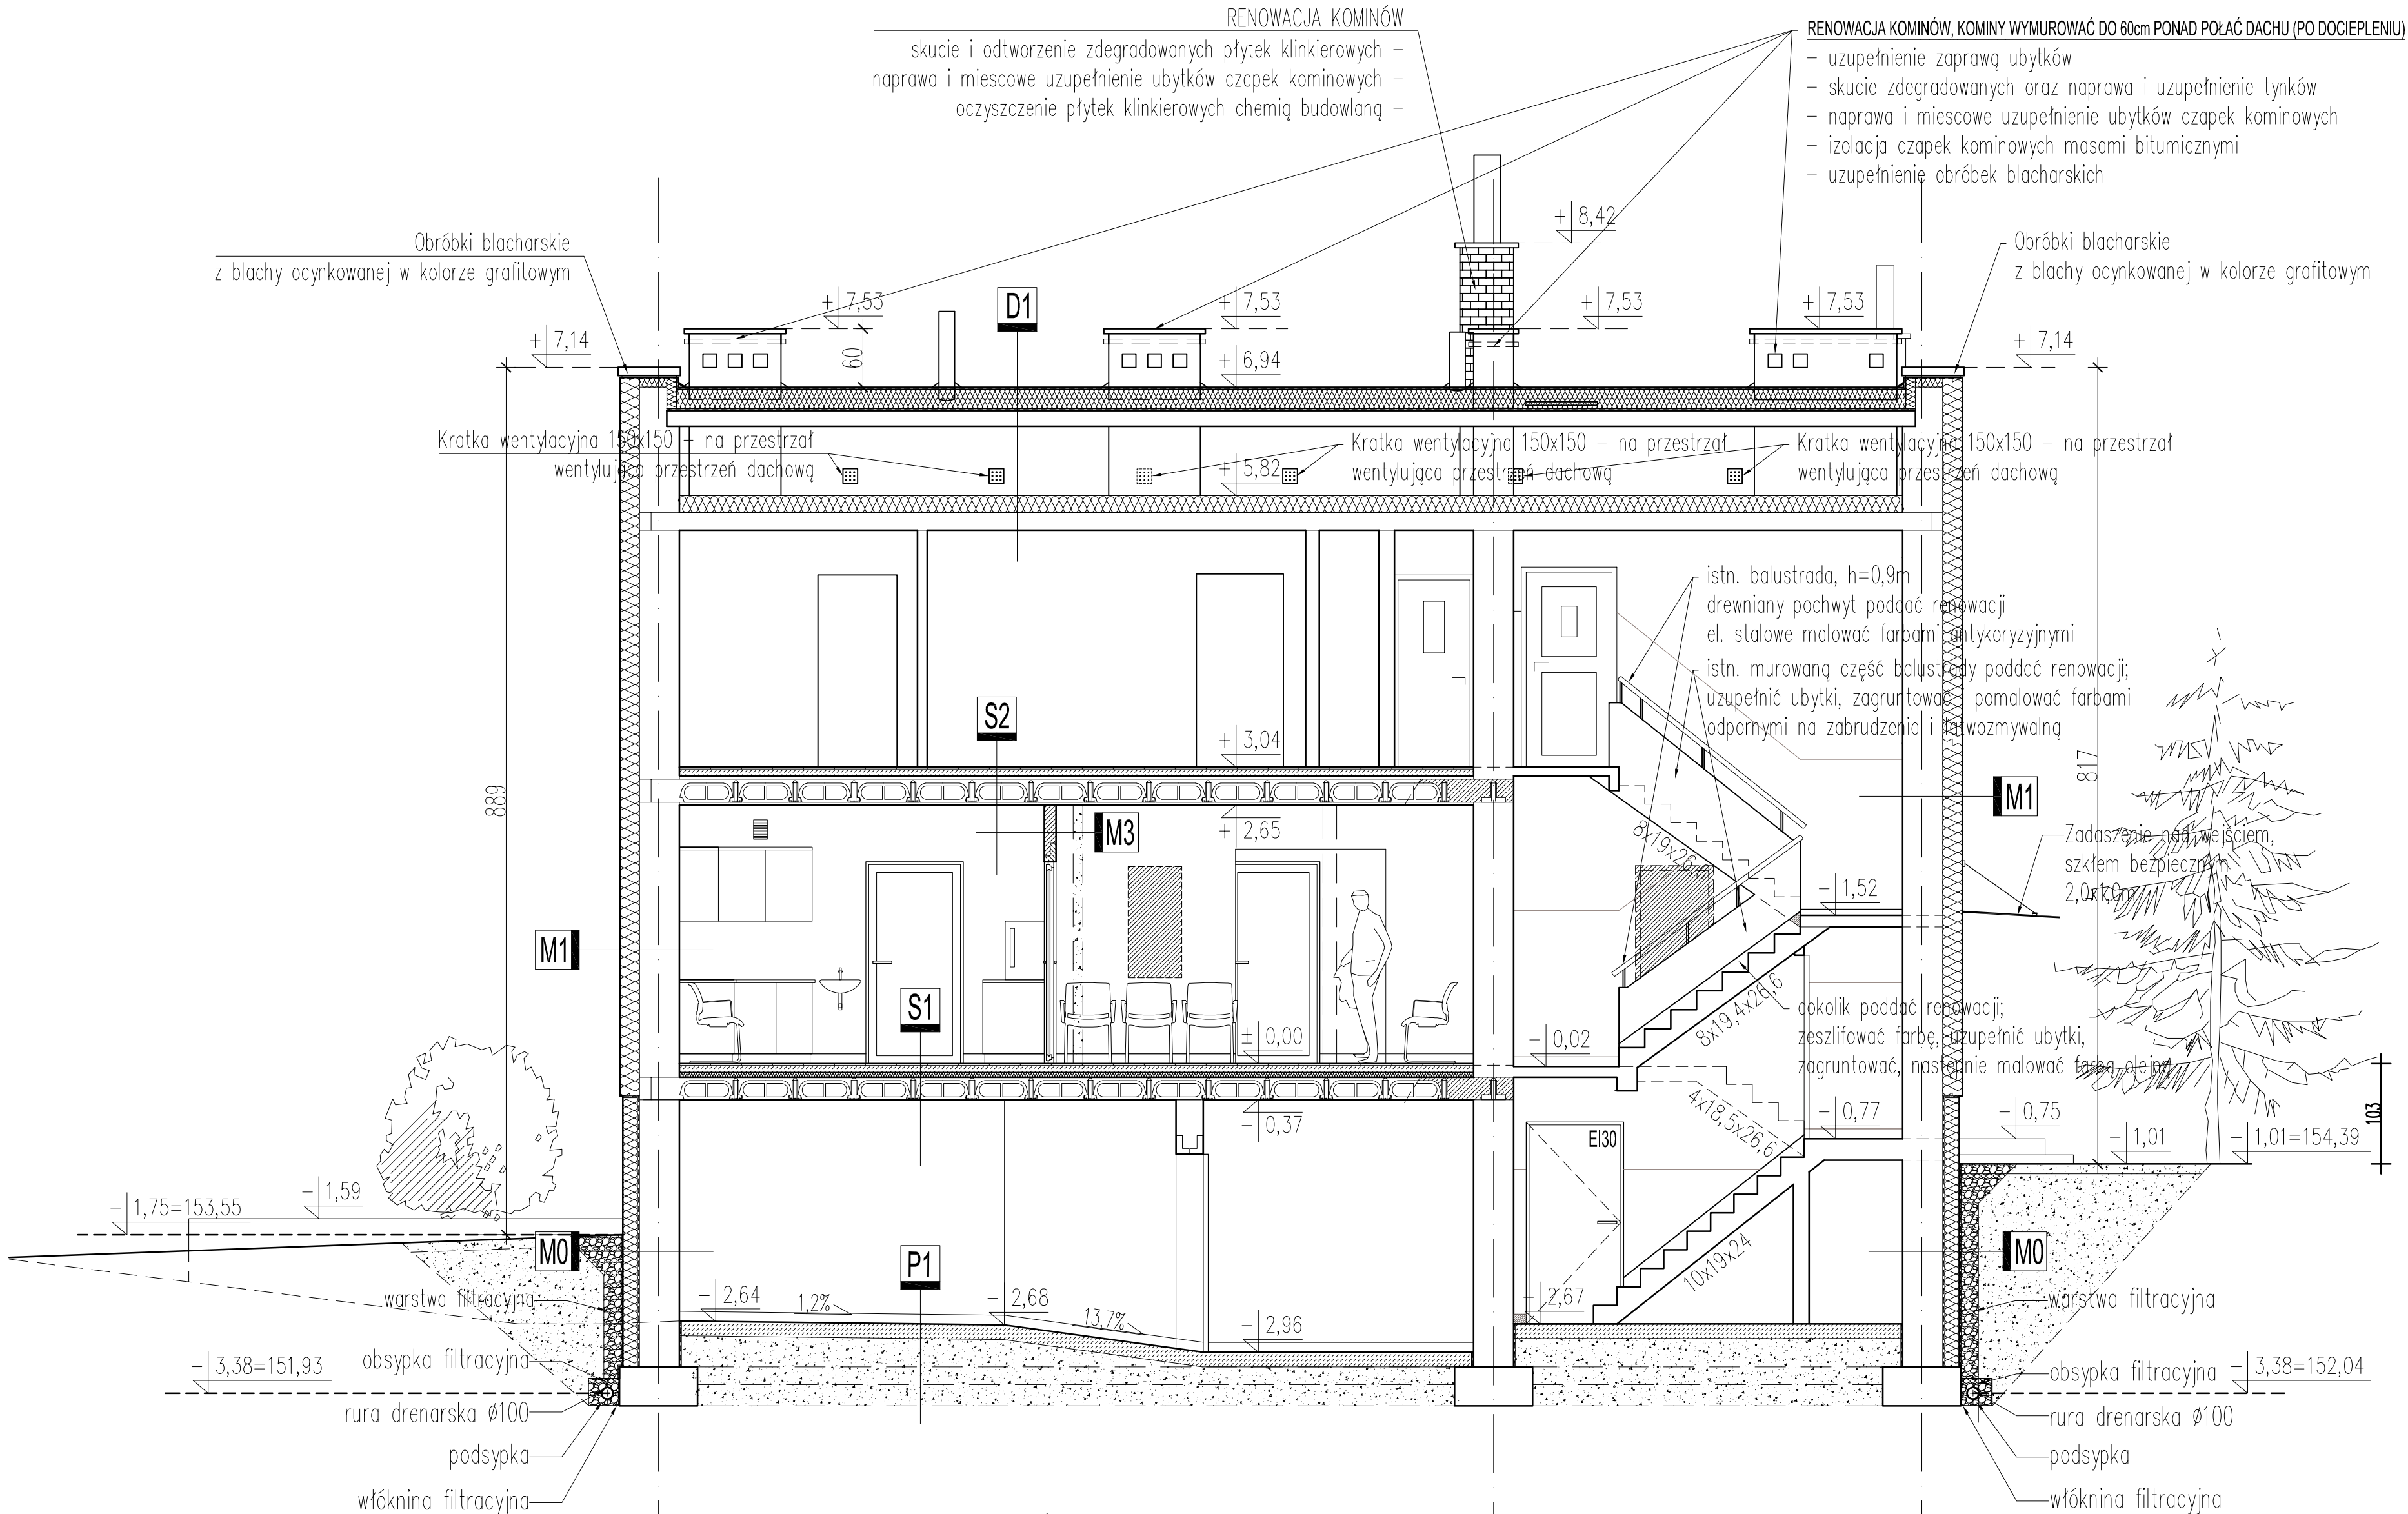 RENOWACJA KOMINÓW
skucie i odtworzenie zdegradowanych płytek klinkierowych –
naprawa i miescowe uzupełnienie ubytków czapek kominowych –
oczyszczenie płytek klinkierowych chemią budowlaną –
RENOWACJA KOMINÓW, KOMINY WYMUROWAĆ DO 60cm PONAD POŁAĆ DACHU (PO DOCIEPLENIU)
– uzupełnienie zaprawą ubytków
– skucie zdegradowanych oraz naprawa i uzupełnienie tynków
– naprawa i miescowe uzupełnienie ubytków czapek kominowych
– izolacja czapek kominowych masami bitumicznymi
– uzupełnienie obróbek blacharskich
+ 8,42
Obróbki blacharskie
z blachy ocynkowanej w kolorze grafitowym
Obróbki blacharskie
z blachy ocynkowanej w kolorze grafitowym
+ 7,53
D1
+ 7,53
+ 7,53
+ 7,53
+ 7,14
60
+ 6,94
+ 7,14
Kratka wentylacyjna 150x150 – na przestrzał
wentylująca przestrzeń dachową
+ 5,82
Kratka wentylacyjna 150x150 – na przestrzał
wentylująca przestrzeń dachową
Kratka wentylacyjna 150x150 – na przestrzał
wentylująca przestrzeń dachową
istn. balustrada, h=0,9m
drewniany pochwyt poddać renowacji
el. stalowe malować farbami antykoryzyjnymi
istn. murowaną część balustrady poddać renowacji;
uzupełnić ubytki, zagruntować i pomalować farbami
odpornymi na zabrudzenia i łatwozmywalną
S2
+ 3,04
889
817
M1
+ 2,65
M3
8x19x26,6
Zadaszenie nad wejściem,
szkłem bezpiecznym
2,0x1,0m
– 1,52
M1
S1
± 0,00
– 0,02
8x19,4x26,6
cokolik poddać renowacji;
zeszlifować farbę, uzupełnić ubytki,
zagruntować, następnie malować farbą olejną
– 0,37
4x18,5x26,6
EI30
– 0,77
– 0,75
103
– 1,01
– 1,01=154,39
– 1,75=153,55
– 1,59
M0
P1
M0
10x19x24
warstwa filtracyjna
– 2,64
1,2%
– 2,68
13,7%
– 2,96
– 2,67
warstwa filtracyjna
– 3,38=151,93
obsypka filtracyjna
rura drenarska Ø100
podsypka
włóknina filtracyjna
obsypka filtracyjna
– 3,38=152,04
rura drenarska Ø100
podsypka
włóknina filtracyjna